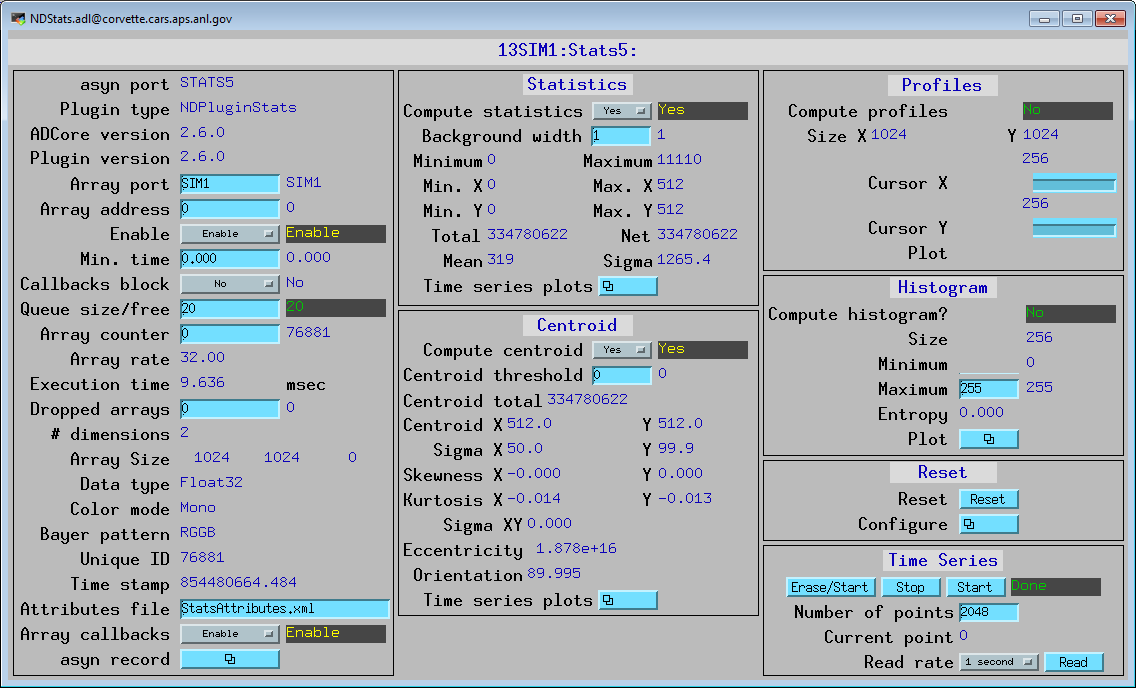 NDStats.adl@corvette.cars.aps.anl.gov
13SIM1:Stats5:
asyn port STATS5
Plugin type NDPluginStats
ADCore version 2.6.0
Plugin version 2.6.0
Array port SIM1 SIM1
Array address 0 0
Enable Enable Enable
Min. time 0.000 0.000
Callbacks block No No
Queue size/free 20 20
Array counter 0 76881
Array rate 32.00
Execution time 9.636 msec
Dropped arrays 0 0
# dimensions 2
Array Size 1024 1024 0
Data type Float32
Color mode Mono
Bayer pattern RGGB
Unique ID 76881
Time stamp 854480664.484
Attributes file StatsAttributes.xml
Array callbacks Enable Enable
asyn record
Statistics
Compute statistics Yes Yes
Background width 1 1
Minimum 0 Maximum 11110
Min. X 0 Max. X 512
Min. Y 0 Max. Y 512
Total 334780622 Net 334780622
Mean 319 Sigma 1265.4
Time series plots
Centroid
Compute centroid Yes Yes
Centroid threshold 0 0
Centroid total 334780622
Centroid X 512.0 Y 512.0
Sigma X 50.0 Y 99.9
Skewness X -0.000 Y 0.000
Kurtosis X -0.014 Y -0.013
Sigma XY 0.000
Eccentricity 1.878e+16
Orientation 89.995
Time series plots
Profiles
Compute profiles No
Size X 1024 Y 1024
256
Cursor X
256
Cursor Y
Plot
Histogram
Compute histogram? No
Size 256
Minimum 0
Maximum 255 255
Entropy 0.000
Plot
Reset
Reset Reset
Configure
Time Series
Erase/Start Stop Start Done
Number of points 2048
Current point 0
Read rate 1 second Read